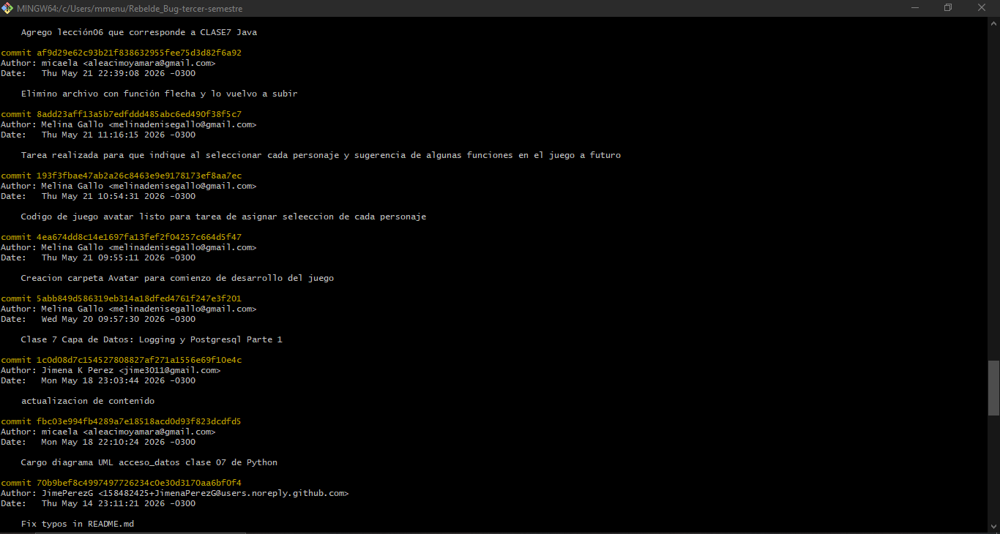 MINGW64:/c/Users/mmenu/Rebelde_Bug-tercer-semestre
Agrego lección06 que corresponde a CLASE7 Java
commit af9d29e62c93b21f838632955fee75d3d82f6a92
Author: micaela <aleacimoyamara@gmail.com>
Date:   Thu May 21 22:39:08 2026 -0300
Elimino archivo con función flecha y lo vuelvo a subir
commit 8add23aff13a5b7edfddd485abc6ed490f38f5c7
Author: Melina Gallo <melinadenisegallo@gmail.com>
Date:   Thu May 21 11:16:15 2026 -0300
Tarea realizada para que indique al seleccionar cada personaje y sugerencia de algunas funciones en el juego a futuro
commit 193f3fbae47ab2a26c8463e9e9178173ef8aa7ec
Author: Melina Gallo <melinadenisegallo@gmail.com>
Date:   Thu May 21 10:54:31 2026 -0300
Codigo de juego avatar listo para tarea de asignar seleeccion de cada personaje
commit 4ea674dd8c14e1697fa13fef2f04257c664d5f47
Author: Melina Gallo <melinadenisegallo@gmail.com>
Date:   Thu May 21 09:55:11 2026 -0300
Creacion carpeta Avatar para comienzo de desarrollo del juego
commit 5abb849d586319eb314a18dfed4761f247e3f201
Author: Melina Gallo <melinadenisegallo@gmail.com>
Date:   Wed May 20 09:57:30 2026 -0300
Clase 7 Capa de Datos: Logging y Postgresql Parte 1
commit 1c0d08d7c154527808827af271a1556e69f10e4c
Author: Jimena K Perez <jime3011@gmail.com>
Date:   Mon May 18 23:03:44 2026 -0300
actualizacion de contenido
commit fbc03e994fb4289a7e18518acd0d93f823dcdfd5
Author: micaela <aleacimoyamara@gmail.com>
Date:   Mon May 18 22:10:24 2026 -0300
Cargo diagrama UML acceso_datos clase 07 de Python
commit 70b9bef8c4997497726234c0e30d3170aa6bf0f4
Author: JimePerezG <158482425+JimenaPerezG@users.noreply.github.com>
Date:   Thu May 14 23:11:21 2026 -0300
Fix typos in README.md